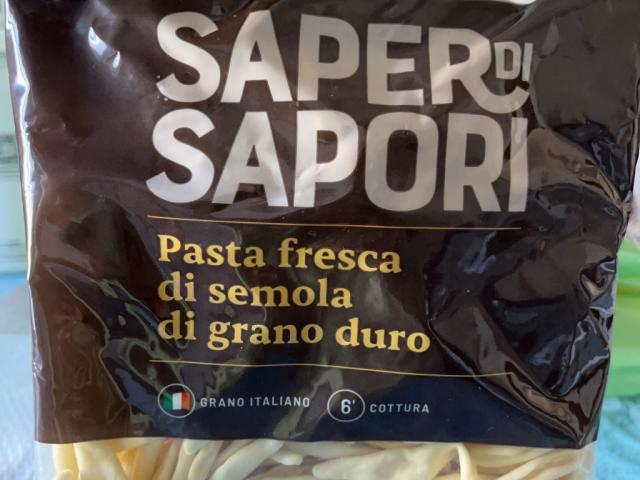 SAPER DI
SAPORI
Pasta fresca
di semola
di grano duro
GRANO ITALIANO 6' COTTURA